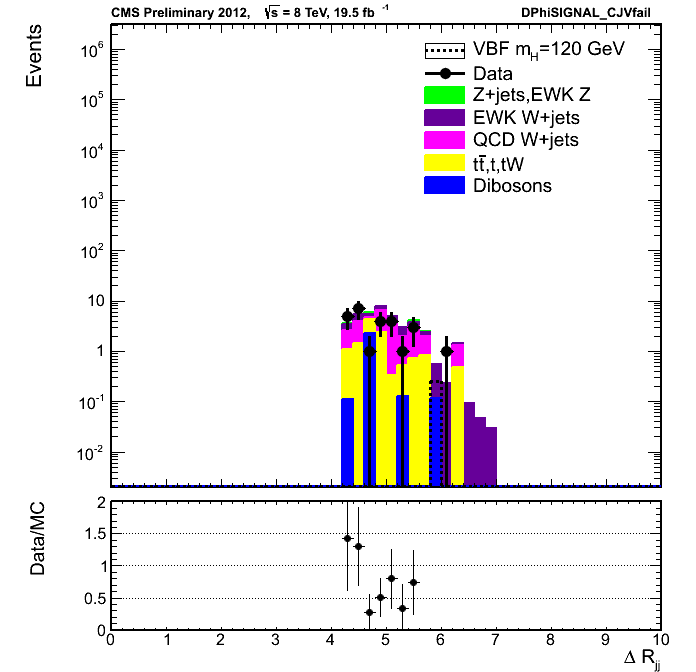 CMS Preliminary 2012, √s = 8 TeV, 19.5 fb⁻¹ DPhiSIGNAL_CJVfail
Events
10⁶
10⁵
10⁴
10³
10²
10
1
10⁻¹
10⁻²
VBF m_H=120 GeV
Data
Z+jets,EWK Z
EWK W+jets
QCD W+jets
tt̄,t,tW
Dibosons
Data/MC
2
1.5
1
0.5
0
0 1 2 3 4 5 6 7 8 9 10
Δ R_jj